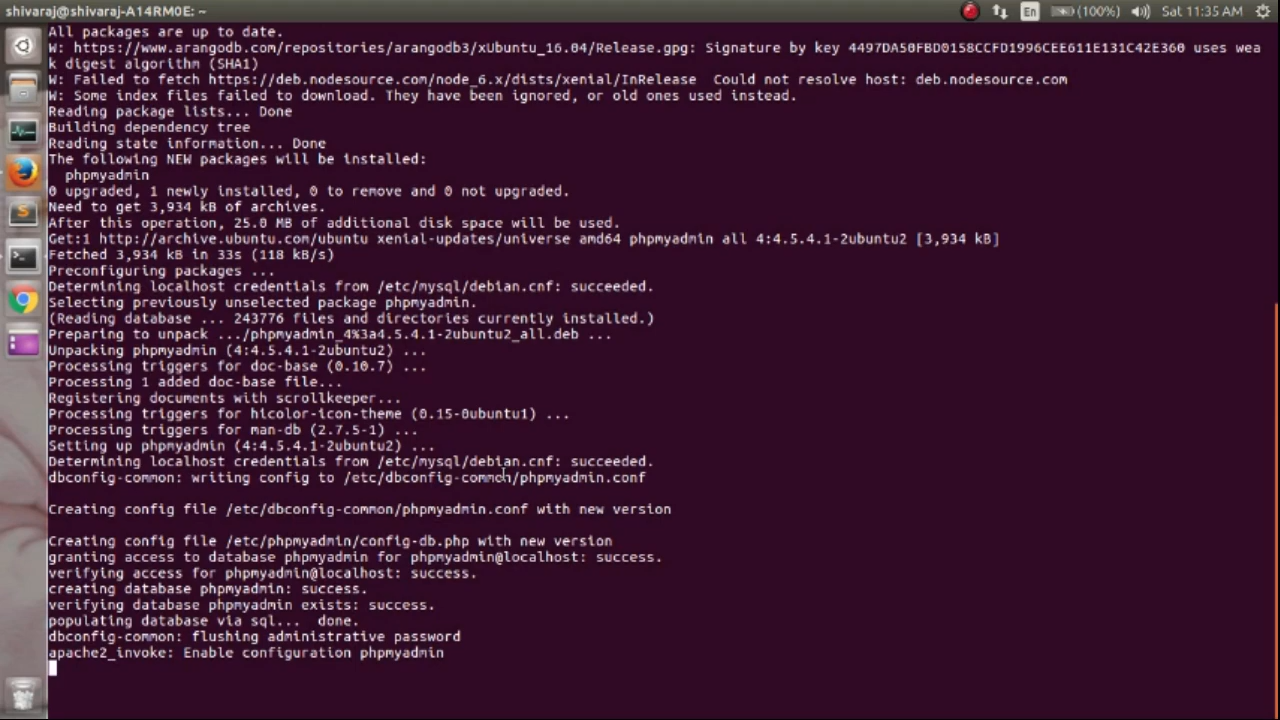 shivaraj@shivaraj-A14RM0E: ~
En
(100%)
Sat 11:35 AM
All packages are up to date.
W: https://www.arangodb.com/repositories/arangodb3/xUbuntu_16.04/Release.gpg: Signature by key 4497DA50FBD0158CCFD1996CEE611E131C42E360 uses wea
k digest algorithm (SHA1)
W: Failed to fetch https://deb.nodesource.com/node_6.x/dists/xenial/InRelease  Could not resolve host: deb.nodesource.com
W: Some index files failed to download. They have been ignored, or old ones used instead.
Reading package lists... Done
Building dependency tree
Reading state information... Done
The following NEW packages will be installed:
  phpmyadmin
0 upgraded, 1 newly installed, 0 to remove and 0 not upgraded.
Need to get 3,934 kB of archives.
After this operation, 25.0 MB of additional disk space will be used.
Get:1 http://archive.ubuntu.com/ubuntu xenial-updates/universe amd64 phpmyadmin all 4:4.5.4.1-2ubuntu2 [3,934 kB]
Fetched 3,934 kB in 33s (118 kB/s)
Preconfiguring packages ...
Determining localhost credentials from /etc/mysql/debian.cnf: succeeded.
Selecting previously unselected package phpmyadmin.
(Reading database ... 243776 files and directories currently installed.)
Preparing to unpack .../phpmyadmin_4%3a4.5.4.1-2ubuntu2_all.deb ...
Unpacking phpmyadmin (4:4.5.4.1-2ubuntu2) ...
Processing triggers for doc-base (0.10.7) ...
Processing 1 added doc-base file...
Registering documents with scrollkeeper...
Processing triggers for hicolor-icon-theme (0.15-0ubuntu1) ...
Processing triggers for man-db (2.7.5-1) ...
Setting up phpmyadmin (4:4.5.4.1-2ubuntu2) ...
Determining localhost credentials from /etc/mysql/debian.cnf: succeeded.
dbconfig-common: writing config to /etc/dbconfig-common/phpmyadmin.conf
Creating config file /etc/dbconfig-common/phpmyadmin.conf with new version
Creating config file /etc/phpmyadmin/config-db.php with new version
granting access to database phpmyadmin for phpmyadmin@localhost: success.
verifying access for phpmyadmin@localhost: success.
creating database phpmyadmin: success.
verifying database phpmyadmin exists: success.
populating database via sql...  done.
dbconfig-common: flushing administrative password
apache2_invoke: Enable configuration phpmyadmin